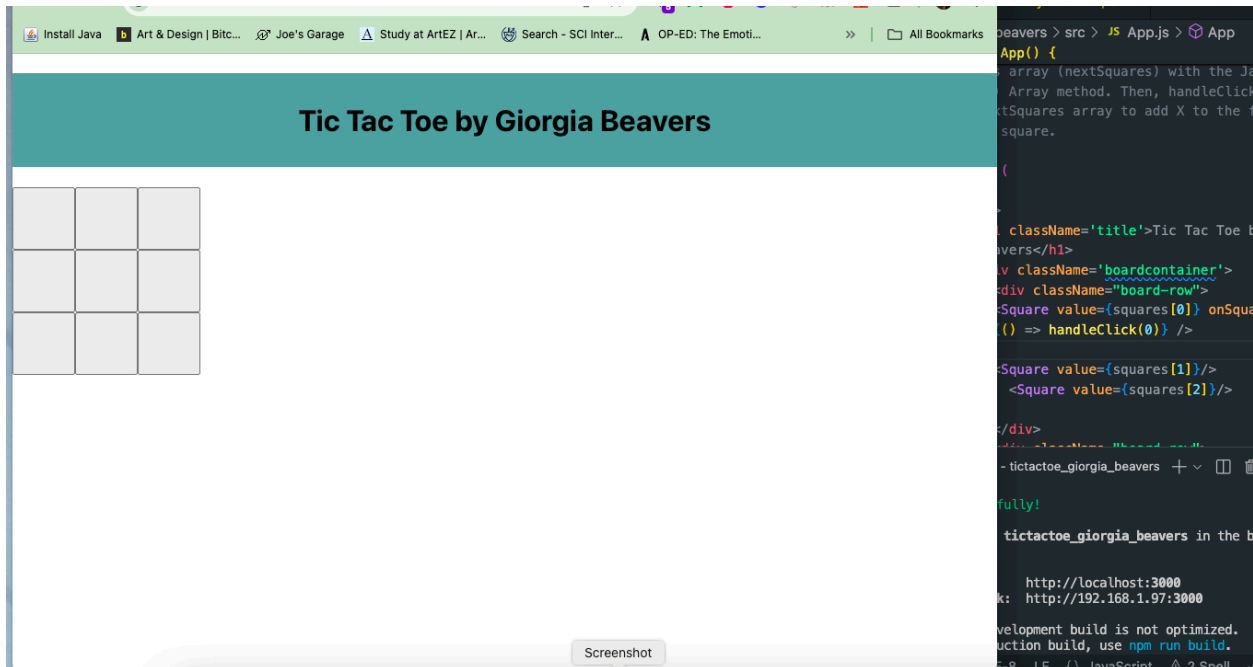 Install Java Art & Design | Bitc... Joe's Garage Study at ArtEZ | Ar... Search - SCI Inter... OP-ED: The Emoti... » All Bookmarks
Tic Tac Toe by Giorgia Beavers
Screenshot
beavers > src > JS App.js > App
App() {
array (nextSquares) with the
Array method. Then, handleClick
tSquares array to add X to the
square.
(
>
className='title'>Tic Tac Toe
vers</h1>
v className='boardcontainer'>
<div className="board-row">
<Square value={squares[0]} onSqua
{() => handleClick(0)} />
<Square value={squares[1]}/>
<Square value={squares[2]}/>
</div>
- tictactoe_giorgia_beavers
fully!
tictactoe_giorgia_beavers in the b
http://localhost:3000
k: http://192.168.1.97:3000
velopment build is not optimized.
uction build, use npm run build.
LF {} JavaScript 2 Spell